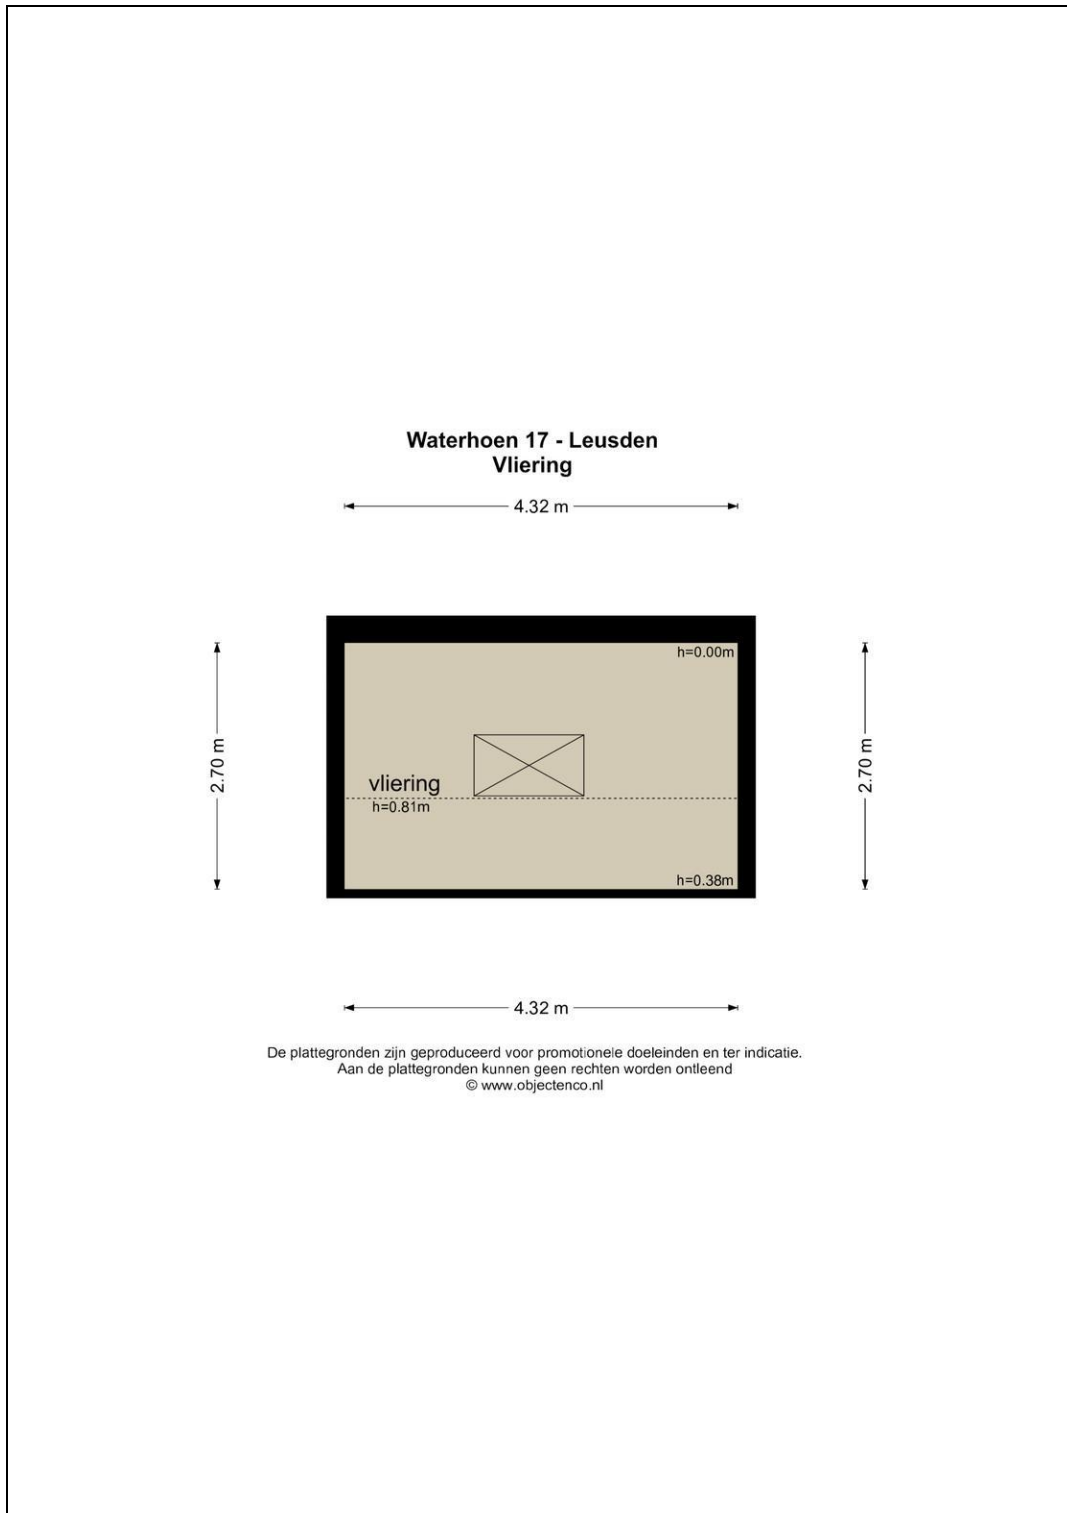 Waterhoen 17 - Leusden
Vliering
4.32 m
h=0.00m
2.70 m
2.70 m
vliering
h=0.81m
h=0.38m
4.32 m
De plattegronden zijn geproduceerd voor promotionele doeleinden en ter indicatie.
Aan de plattegronden kunnen geen rechten worden ontleend
© www.objectenco.nl